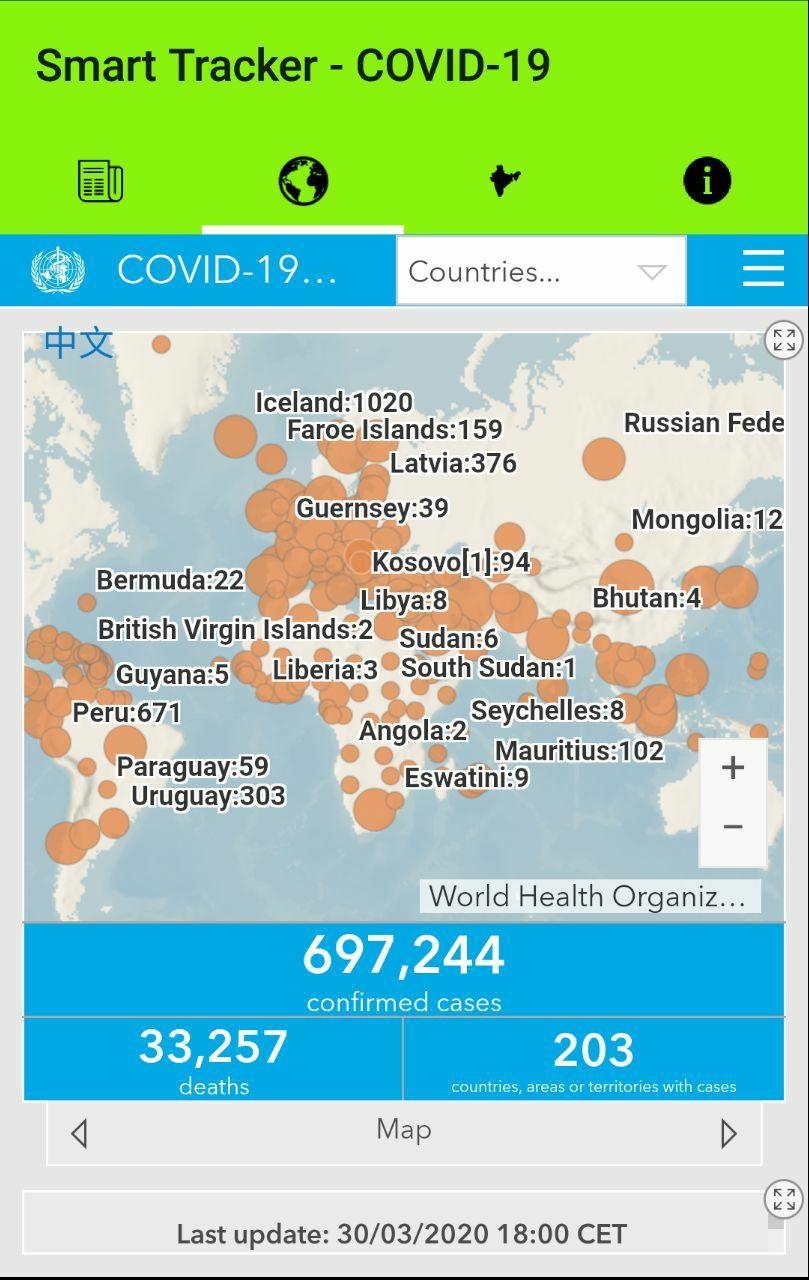 Smart Tracker - COVID-19
COVID-19...
Countries...
中文
Iceland:1020
Faroe Islands:159
Russian Fede
Latvia:376
Guernsey:39
Mongolia:12
Kosovo[1]:94
Bermuda:22
Libya:8
Bhutan:4
British Virgin Islands:2
Sudan:6
Guyana:5
Liberia:3
South Sudan:1
Peru:671
Seychelles:8
Angola:2
Mauritius:102
Paraguay:59
Eswatini:9
Uruguay:303
+
−
World Health Organiz...
697,244
confirmed cases
33,257
deaths
203
countries, areas or territories with cases
Map
Last update: 30/03/2020 18:00 CET